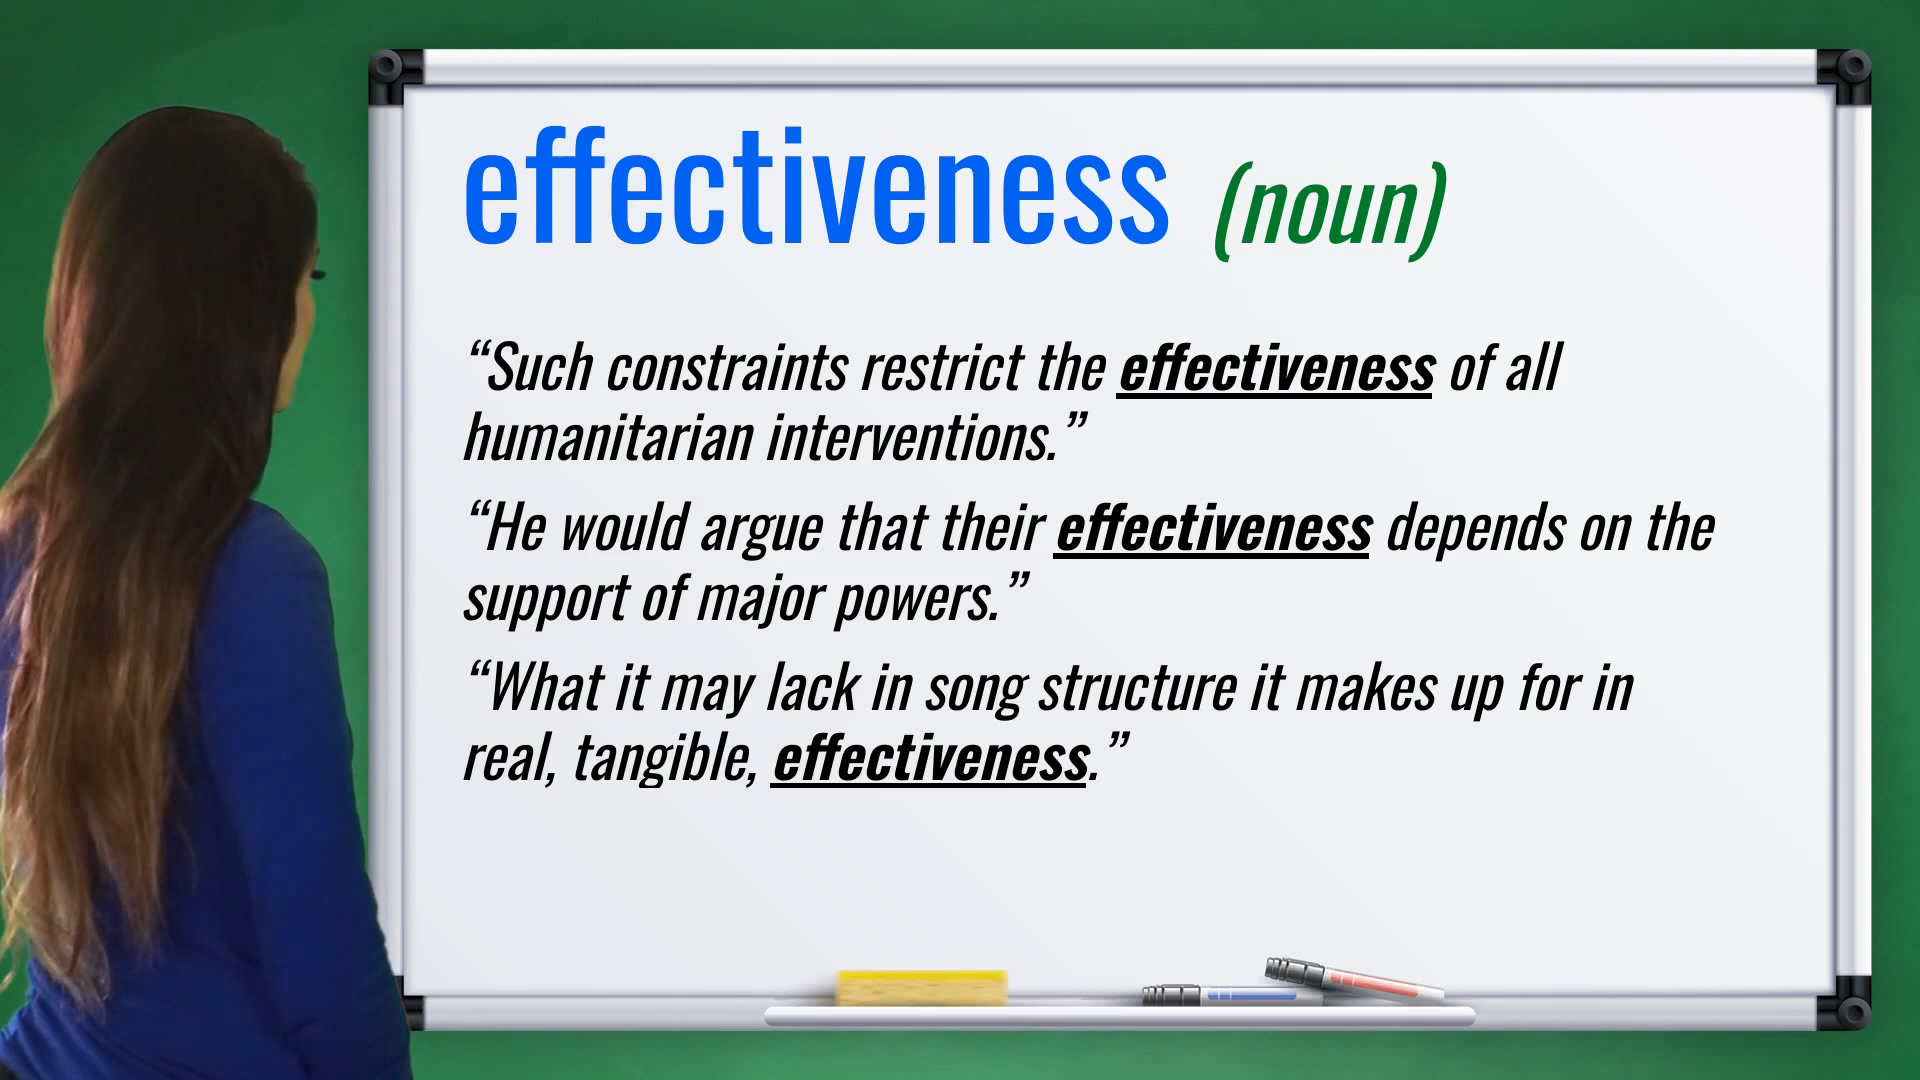 effectiveness (noun)
“Such constraints restrict the effectiveness of all
humanitarian interventions.”
“He would argue that their effectiveness depends on the
support of major powers.”
“What it may lack in song structure it makes up for in
real, tangible, effectiveness.”